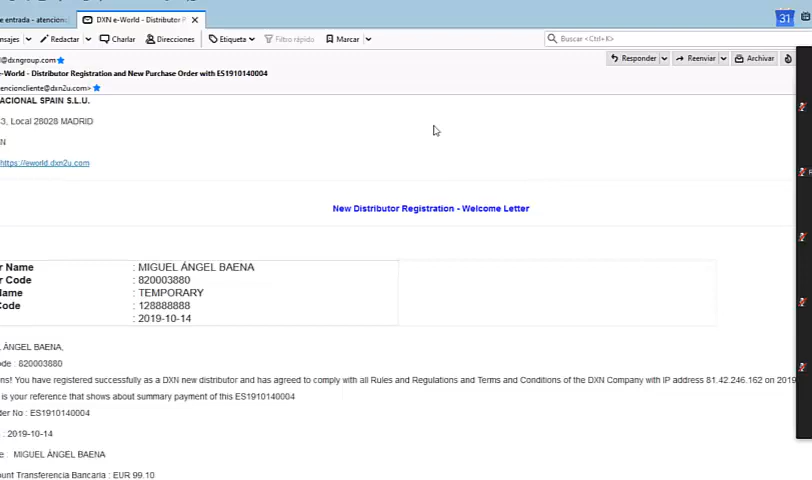 e entrada - atencion
DXN e-World - Distributor R
31
nsajes
Redactar
Charlar
Direcciones
Etiqueta
Filtro rápido
Marcar
Buscar <Ctrl+K>
l@dxngroup.com
Responder
Reenviar
Archivar
e-World - Distributor Registration and New Purchase Order with ES1910140004
encioncliente@dxn2u.com>
ACIONAL SPAIN S.L.U.
3, Local 28028 MADRID
N
https://eworld.dxn2u.com
New Distributor Registration - Welcome Letter
r Name : MIGUEL ÁNGEL BAENA
r Code : 820003880
Name : TEMPORARY
Code : 128888888
: 2019-10-14
ÁNGEL BAENA,
ode : 820003880
ns! You have registered successfully as a DXN new distributor and has agreed to comply with all Rules and Regulations and Terms and Conditions of the DXN Company with IP address 81.42.246.162 on 2019
is your reference that shows about summary payment of this ES1910140004
der No : ES1910140004
: 2019-10-14
e : MIGUEL ÁNGEL BAENA
ount Transferencia Bancaria : EUR 99.10